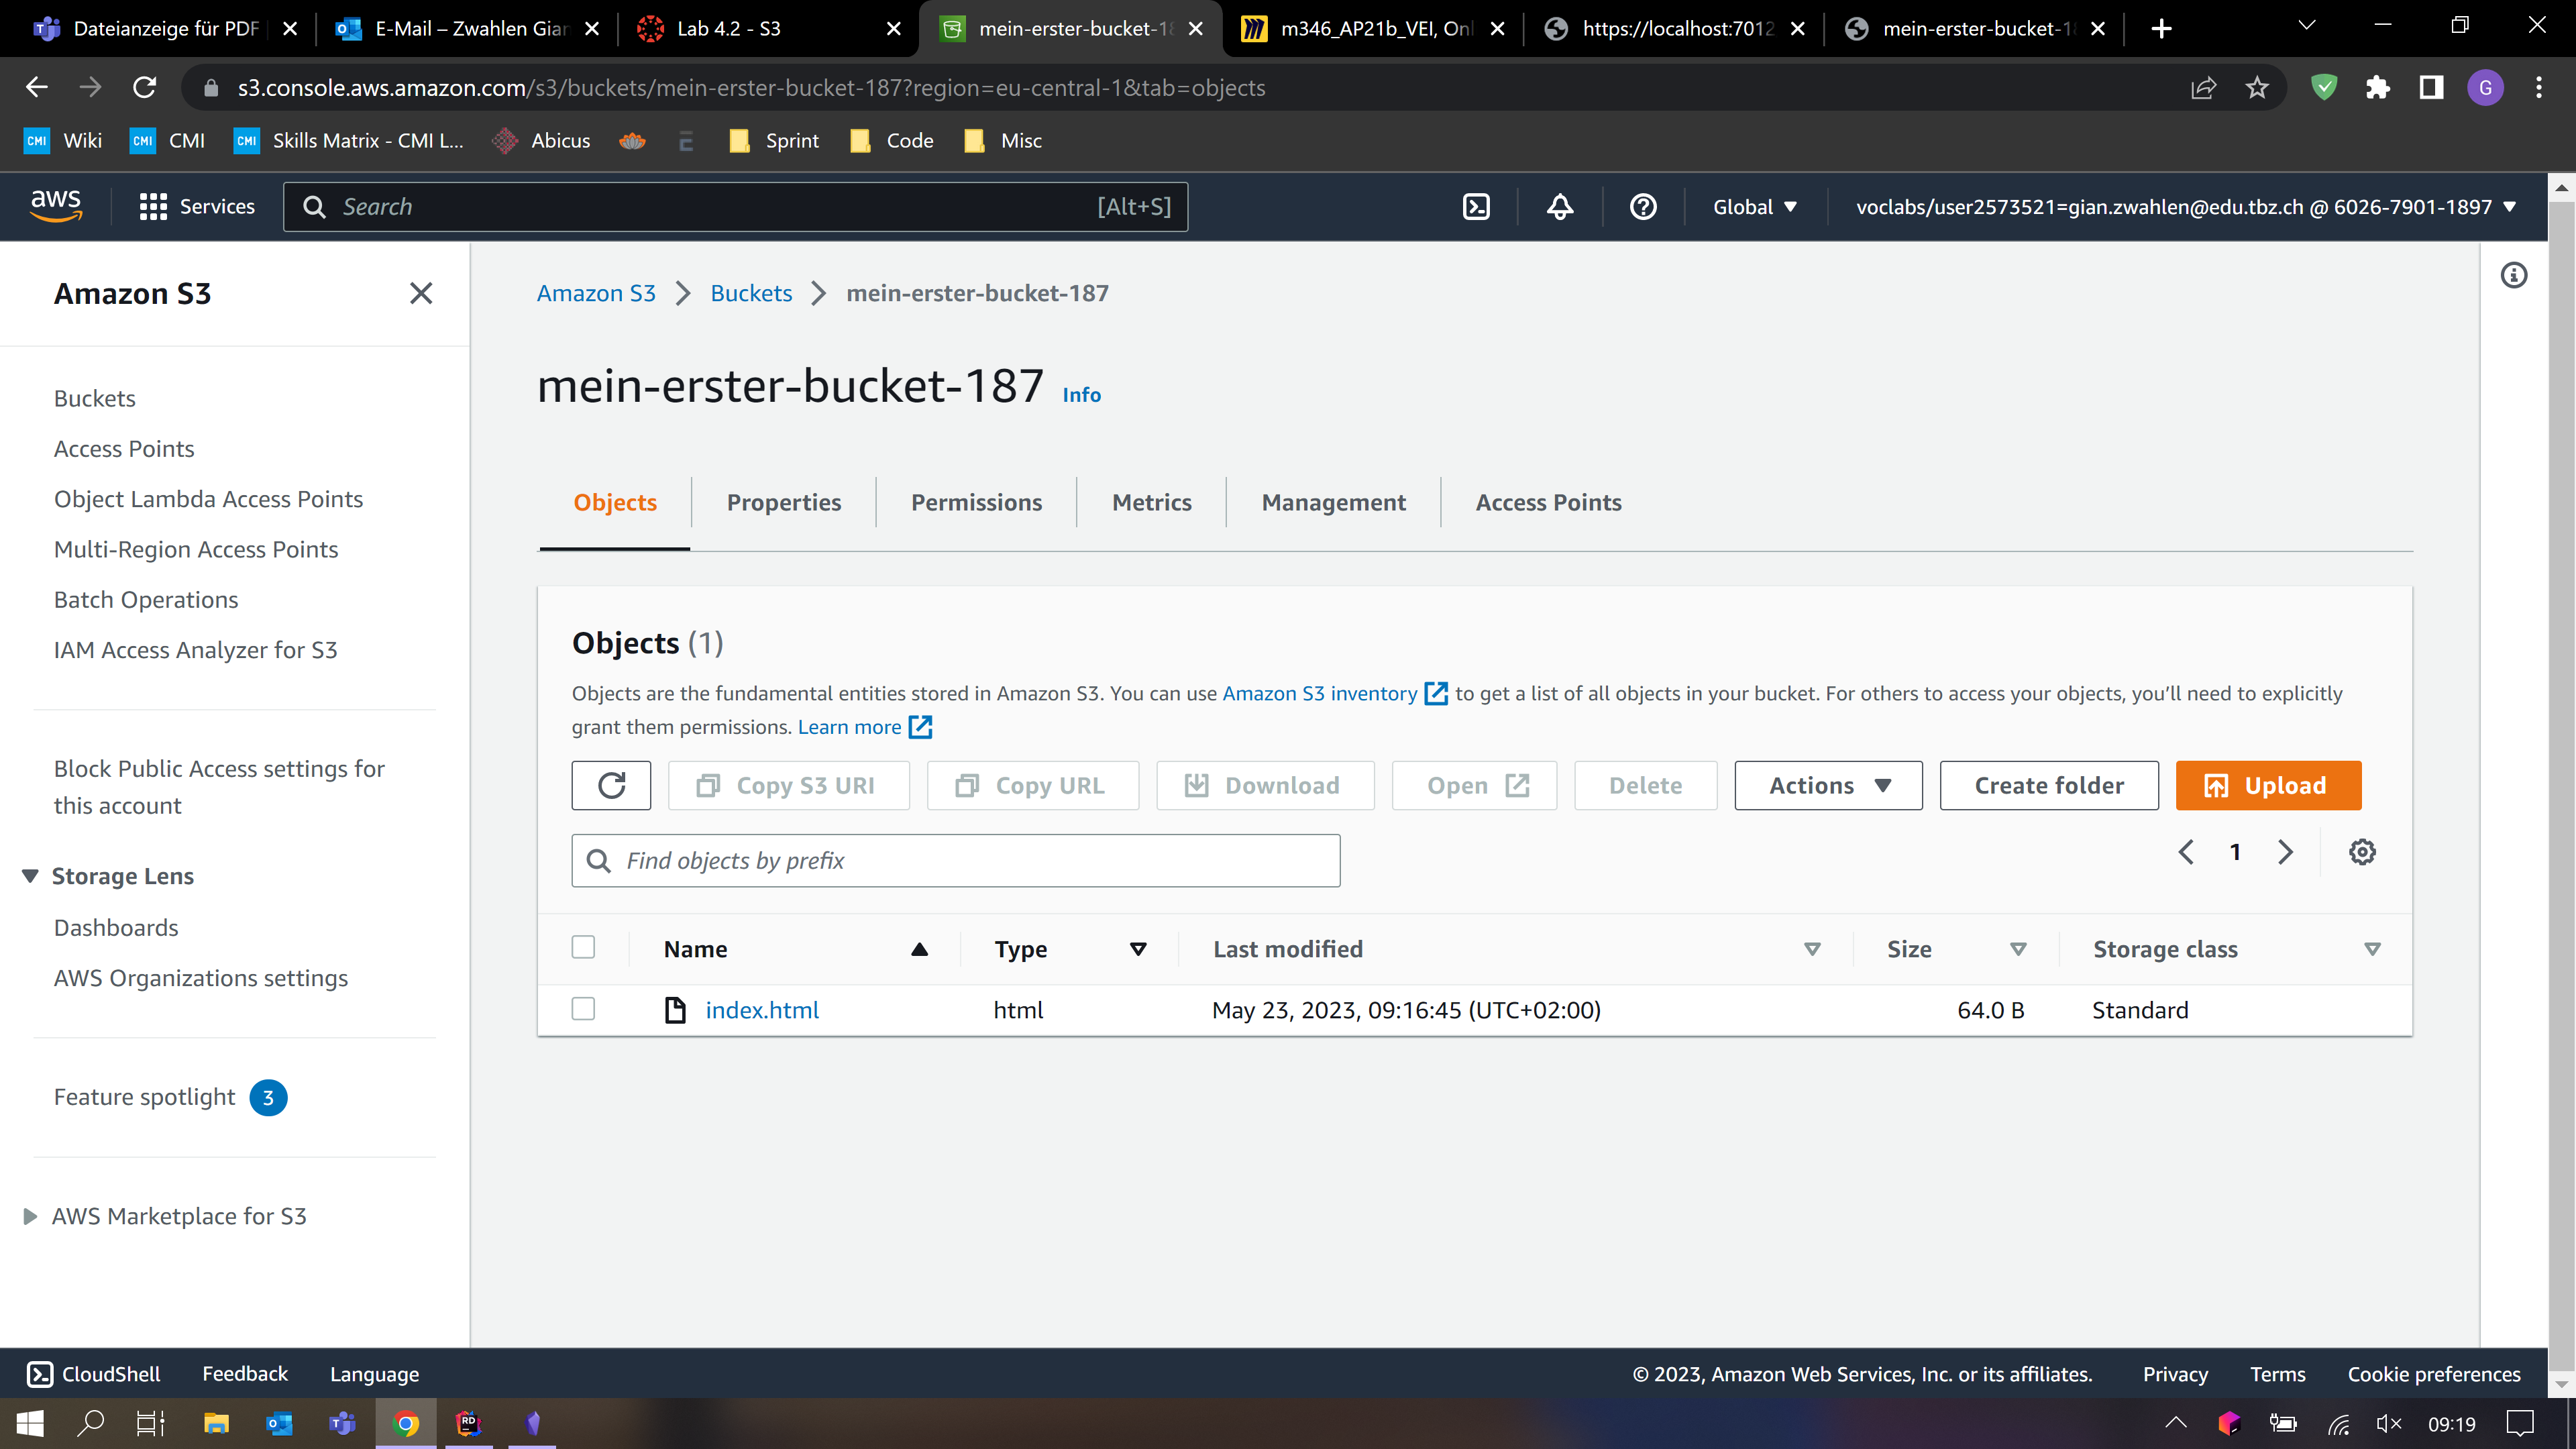 Dateianzeige für PDF
E-Mail – Zwahlen Gian
Lab 4.2 - S3
mein-erster-bucket-18
m346_AP21b_VEI, Onl
https://localhost:7012
mein-erster-bucket-18
s3.console.aws.amazon.com/s3/buckets/mein-erster-bucket-187?region=eu-central-1&tab=objects
G
CMI Wiki
CMI CMI
CMI Skills Matrix - CMI L...
Abicus
Sprint
Code
Misc
aws
Services
Search
[Alt+S]
Global
voclabs/user2573521=gian.zwahlen@edu.tbz.ch @ 6026-7901-1897
Amazon S3
Buckets
Access Points
Object Lambda Access Points
Multi-Region Access Points
Batch Operations
IAM Access Analyzer for S3
Block Public Access settings for
this account
Storage Lens
Dashboards
AWS Organizations settings
Feature spotlight 3
AWS Marketplace for S3
Amazon S3 > Buckets > mein-erster-bucket-187
mein-erster-bucket-187 Info
Objects
Properties
Permissions
Metrics
Management
Access Points
Objects (1)
Objects are the fundamental entities stored in Amazon S3. You can use Amazon S3 inventory to get a list of all objects in your bucket. For others to access your objects, you’ll need to explicitly
grant them permissions. Learn more
Copy S3 URI
Copy URL
Download
Open
Delete
Actions
Create folder
Upload
Find objects by prefix
1
Name Type Last modified Size Storage class
index.html html May 23, 2023, 09:16:45 (UTC+02:00) 64.0 B Standard
CloudShell Feedback Language
© 2023, Amazon Web Services, Inc. or its affiliates. Privacy Terms Cookie preferences
RD
09:19